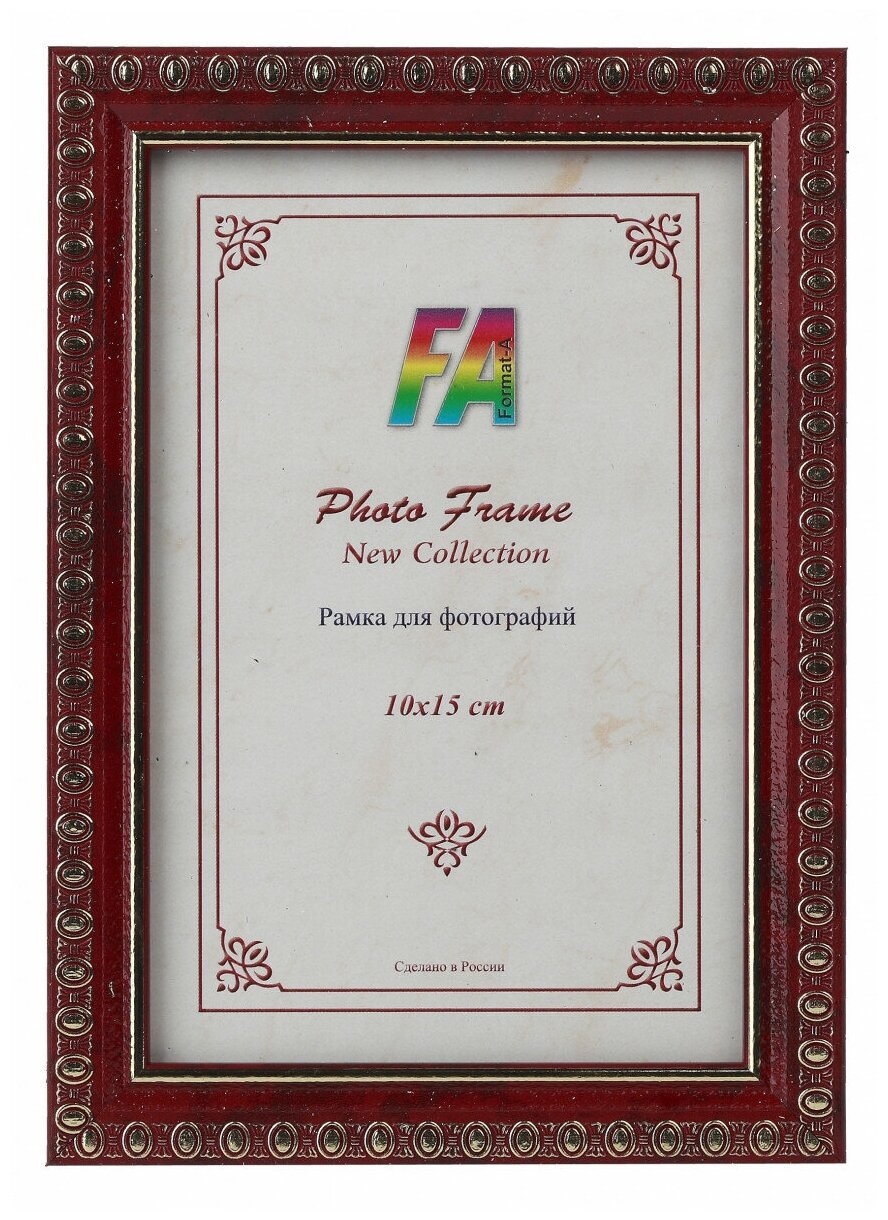 FA
Format-A
Photo Frame
New Collection
Рамка для фотографий
10x15 cm
Сделано в России